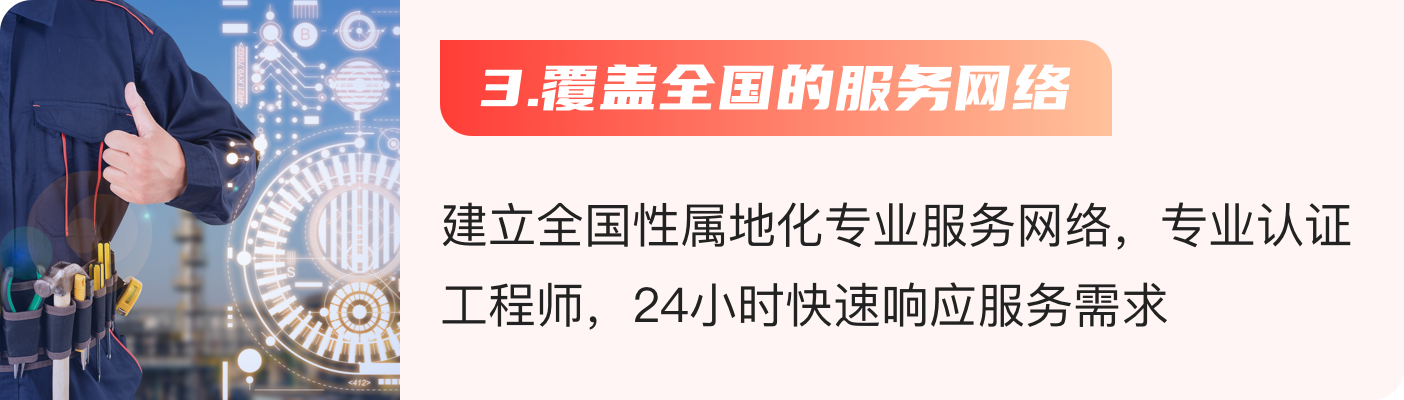 3.覆盖全国的服务网络
建立全国性属地化专业服务网络，专业认证
工程师，24小时快速响应服务需求
B
S
<412>